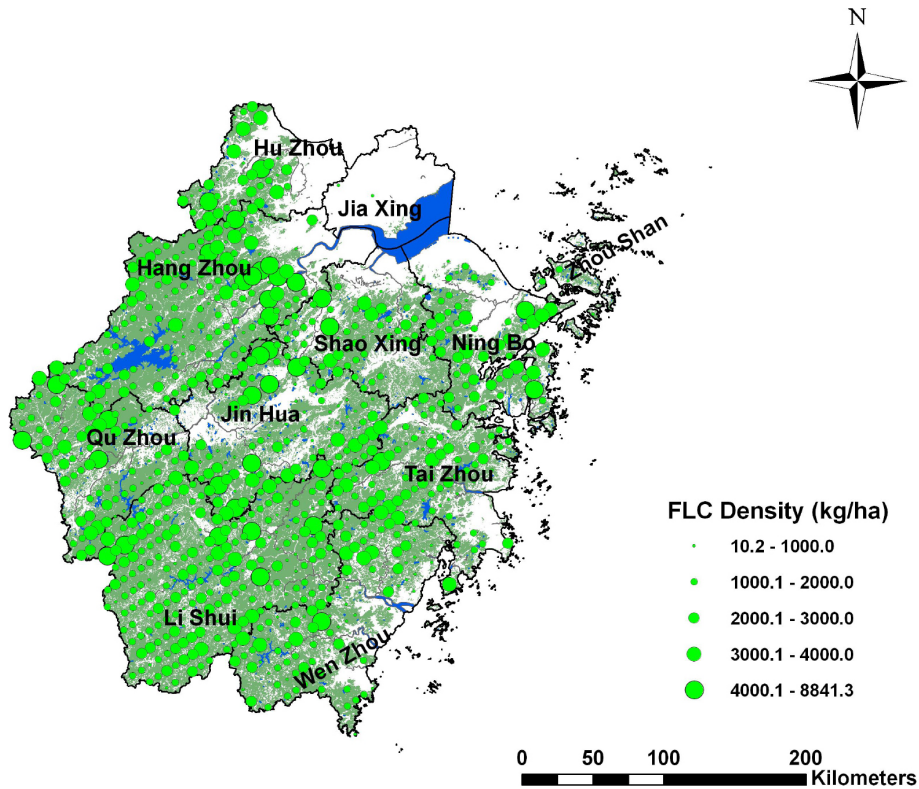 N
Hu Zhou
Jia Xing
Zhou Shan
Hang Zhou
Shao Xing
Ning Bo
Jin Hua
Qu Zhou
Tai Zhou
Li Shui
Wen Zhou
FLC Density (kg/ha)
10.2 - 1000.0
1000.1 - 2000.0
2000.1 - 3000.0
3000.1 - 4000.0
4000.1 - 8841.3
0 50 100 200
Kilometers